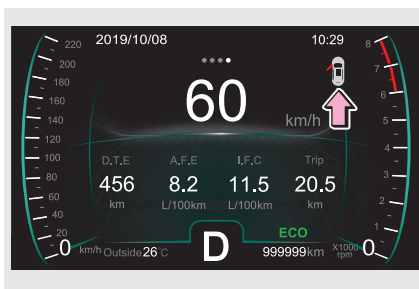 2019/10/08 10:29
220
200
180
160
140
120
100
80
60
40
20
0 km/h
60
km/h
D.T.E A.F.E I.F.C Trip
456 8.2 11.5 20.5
km L/100km L/100km km
ECO
Outside 26°C D 999999km
8
7
6
5
4
3
2
1
0
X1000
rpm